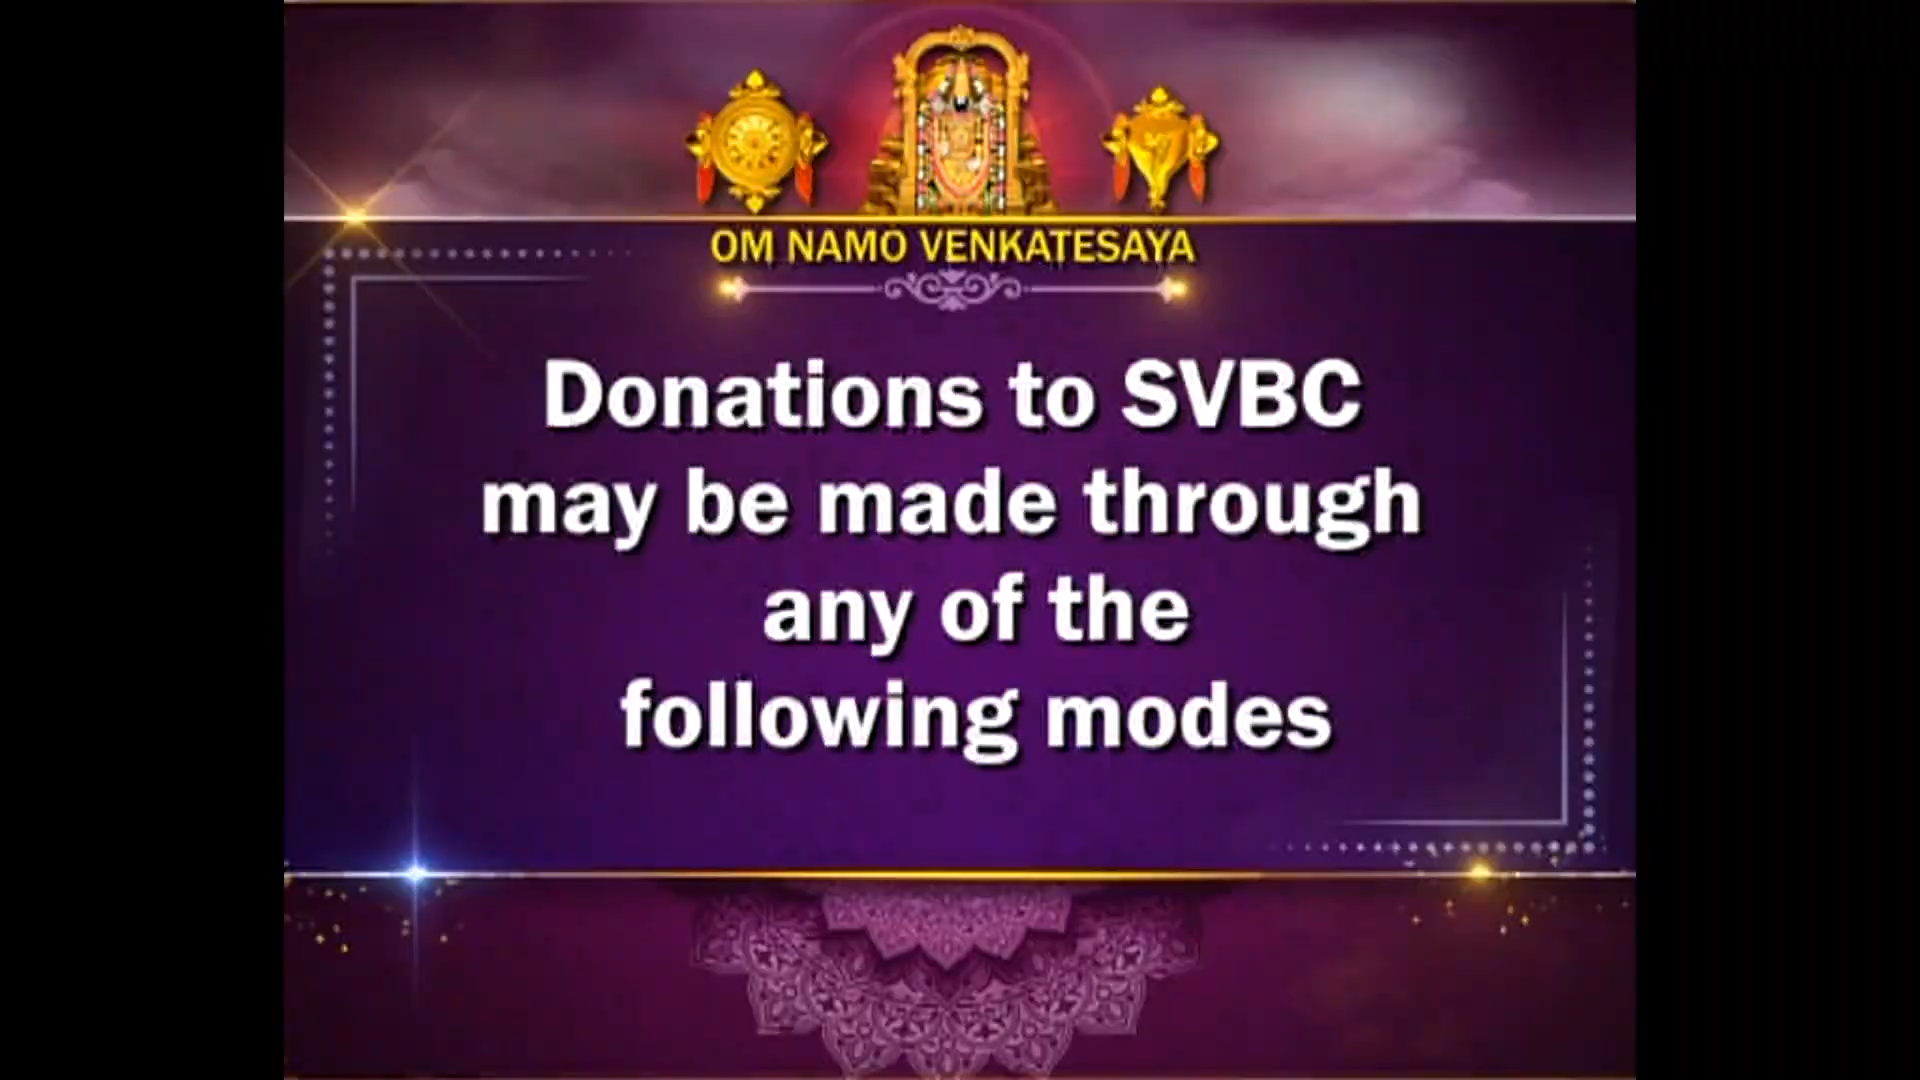 OM NAMO VENKATESAYA
Donations to SVBC
may be made through
any of the
following modes